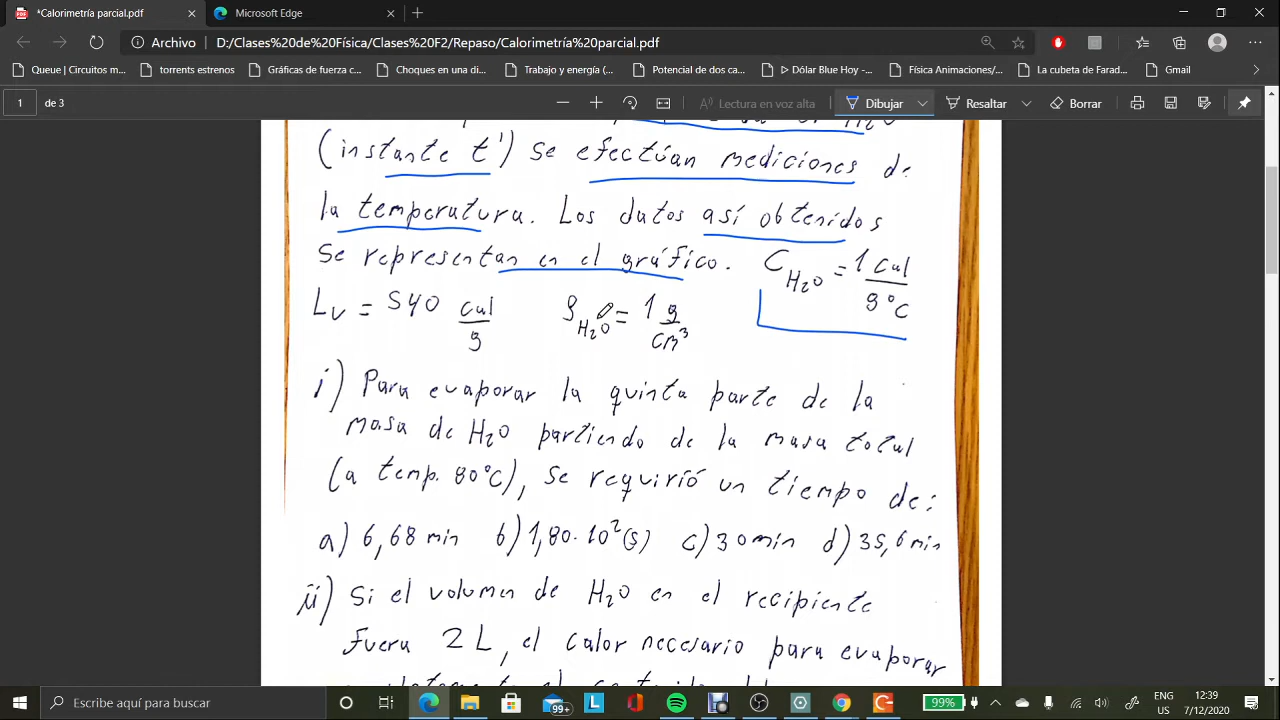 *Calorimetría parcial.pdf
Microsoft Edge
Archivo D:/Clases%20de%20Física/Clases%20F2/Repaso/Calorimetría%20parcial.pdf
Queue | Circuitos m...
torrents estrenos
Gráficas de fuerza c...
Choques en una di...
Trabajo y energía (...
Potencial de dos ca...
Dólar Blue Hoy -...
Física Animaciones/...
La cubeta de Farad...
Gmail
1 de 3
Lectura en voz alta
Dibujar
Resaltar
Borrar
(instante t') se efectúan mediciones de
la temperatura. Los datos así obtenidos
se representan en el gráfico. C H₂O = 1 cal / g °C
Lv = 540 cal / g ρ H₂O = 1 g / cm³
i) Para evaporar la quinta parte de la
masa de H₂O partiendo de la masa total
(a temp. 80°C), se requirió un tiempo de:
a) 6,68 min b) 1,80·10²(s) c) 30 min d) 35,6 min
ii) Si el volumen de H₂O en el recipiente
fuera 2 L, el calor necesario para evaporar
Escribe aquí para buscar
99+
99%
ENG
12:39
7/12/2020